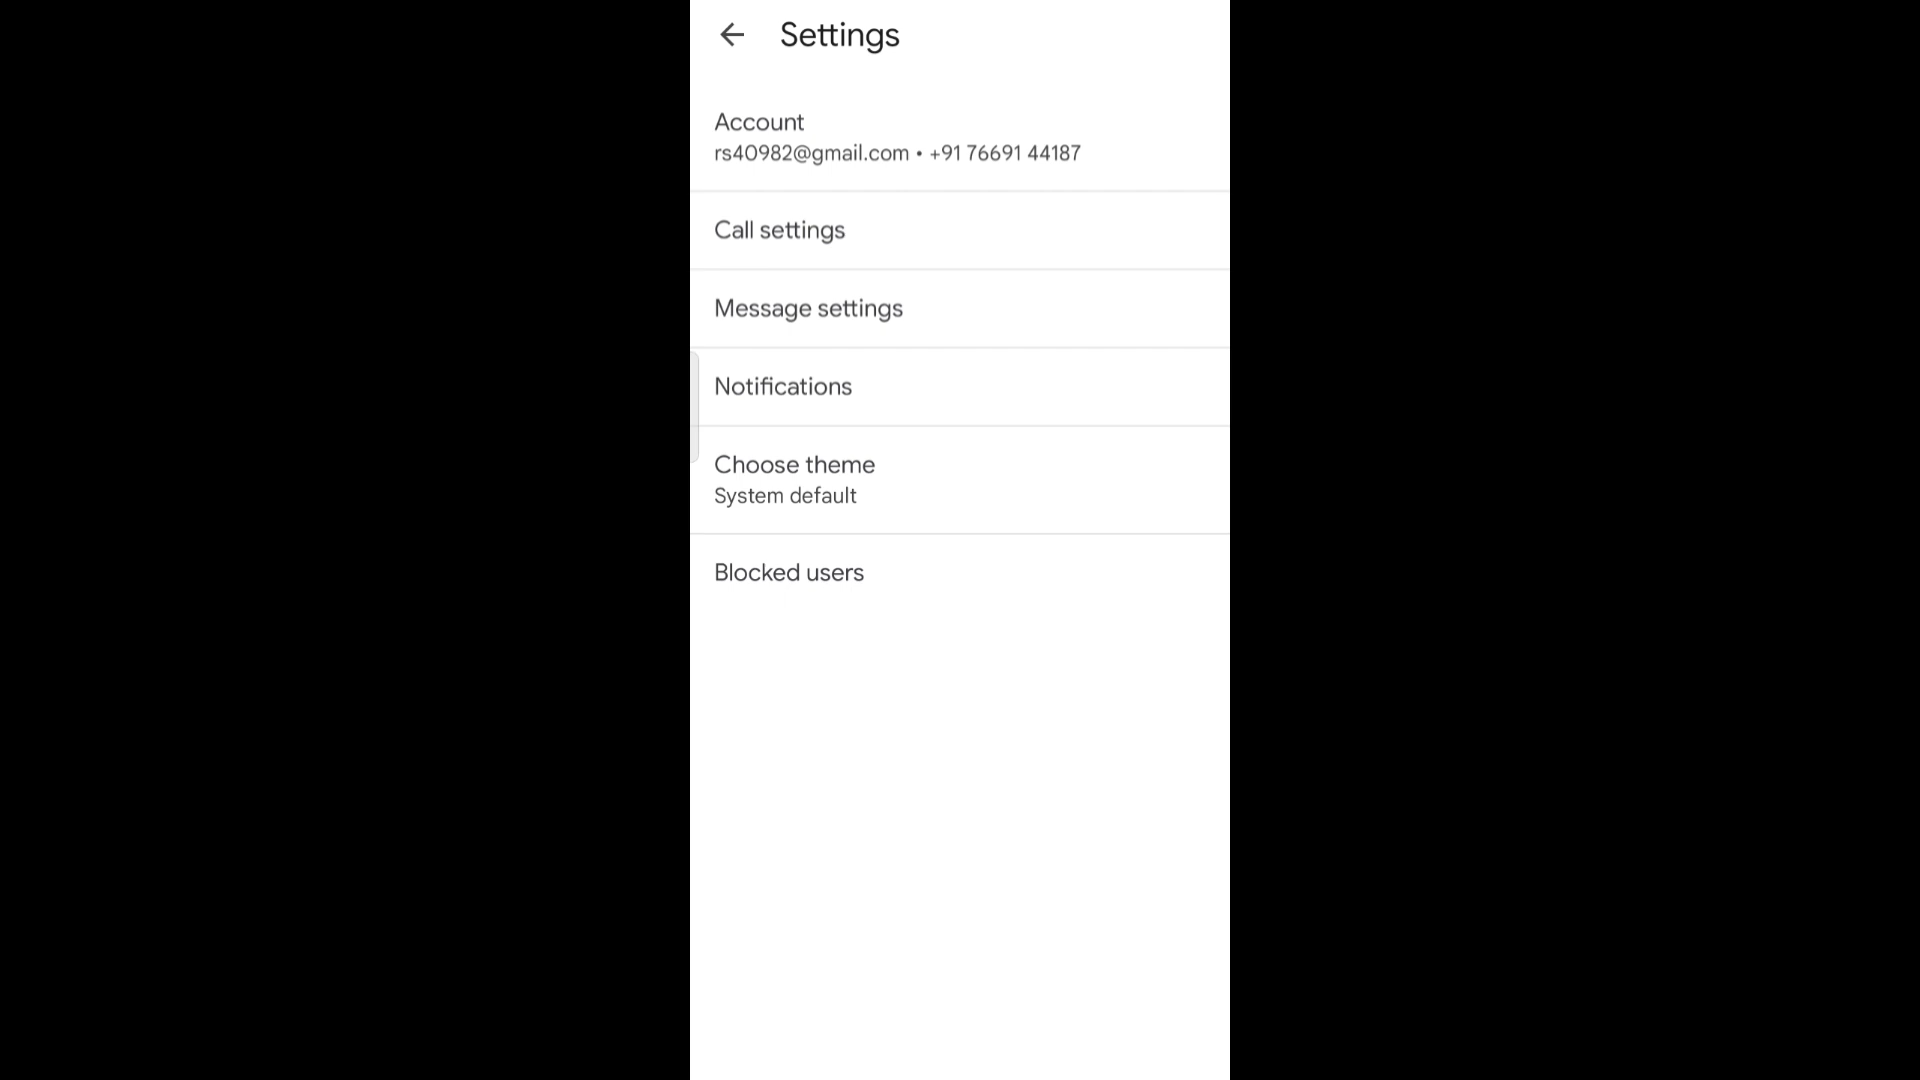 Settings
Account
rs40982@gmail.com • +91 76691 44187
Call settings
Message settings
Notifications
Choose theme
System default
Blocked users